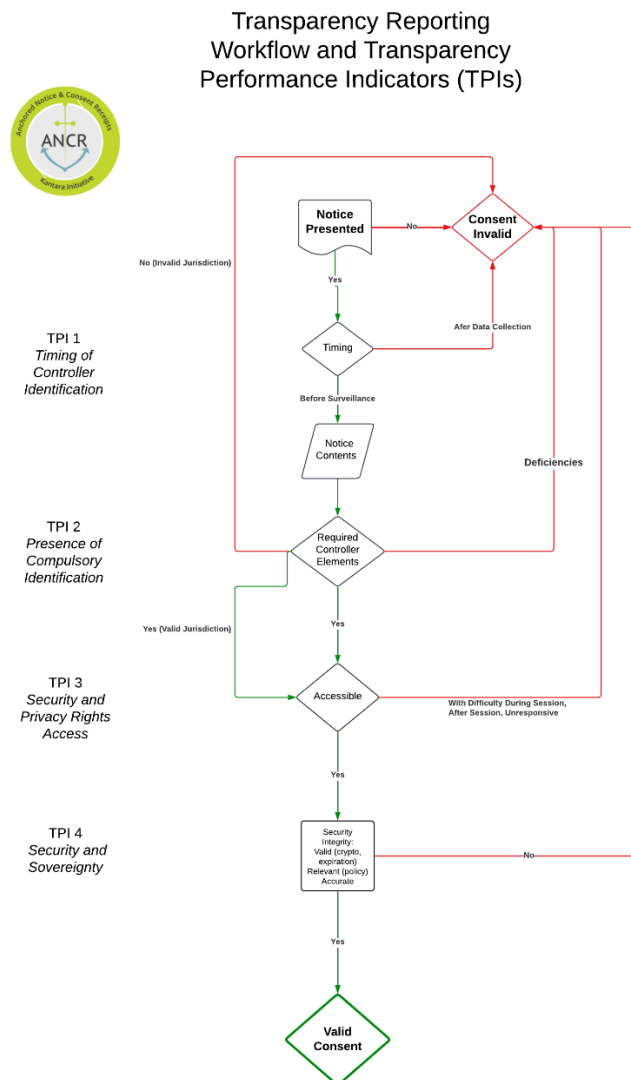 Transparency Reporting
Workflow and Transparency
Performance Indicators (TPIs)
Anchored Notice & Consent Receipts
ANCR
Kantara Initiative
Notice
Presented
No
Consent
Invalid
No (Invalid Jurisdiction)
Yes
Afer Data Collection
TPI 1
Timing of
Controller
Identification
Timing
Before Surveillance
Notice
Contents
Deficiencies
TPI 2
Presence of
Compulsory
Identification
Required
Controller
Elements
Yes (Valid Jurisdiction)
Yes
TPI 3
Security and
Privacy Rights
Access
Accessible
With Difficulty During Session,
After Session, Unresponsive
Yes
TPI 4
Security and
Sovereignty
Security
Integrity:
Valid (crypto,
expiration)
Relevant (policy)
Accurate
No
Yes
Valid
Consent